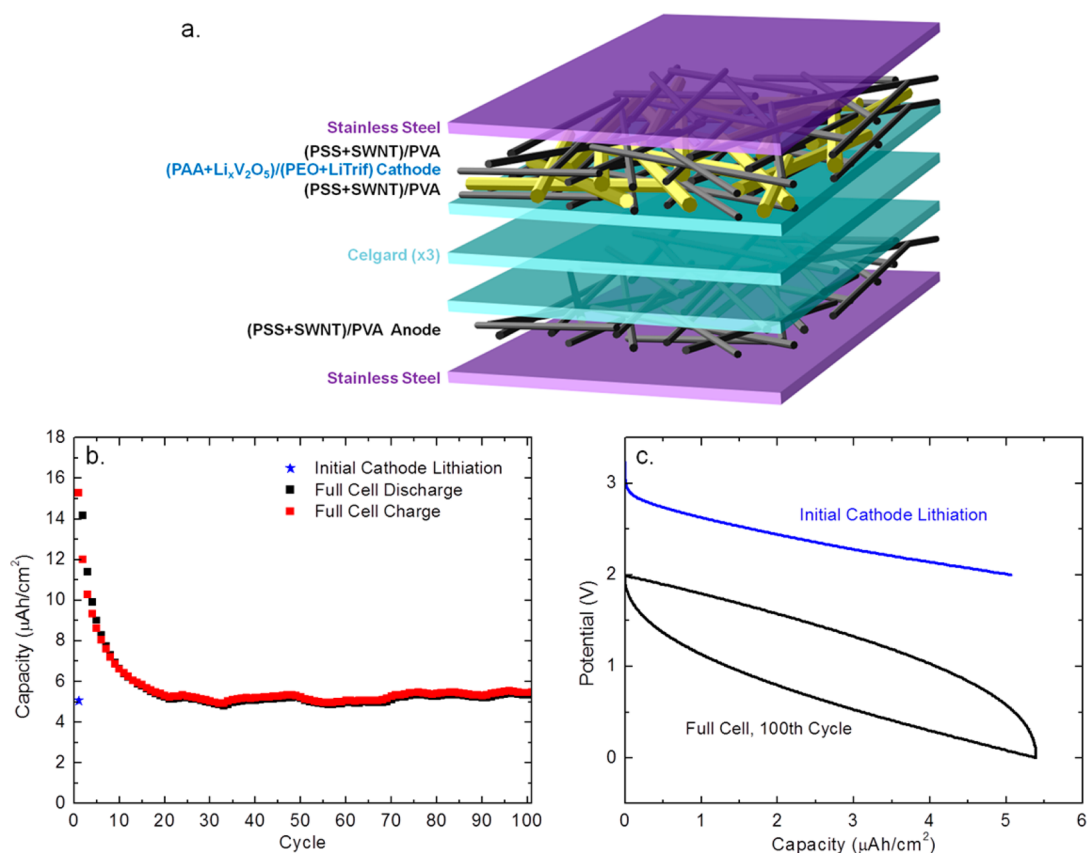 a.
Stainless Steel
(PSS+SWNT)/PVA
(PAA+LiₓV₂O₅)/(PEO+LiTrif) Cathode
(PSS+SWNT)/PVA
Celgard (x3)
(PSS+SWNT)/PVA Anode
Stainless Steel
b.
Initial Cathode Lithiation
Full Cell Discharge
Full Cell Charge
Capacity (μAh/cm²)
18
16
14
12
10
8
6
4
2
0
0 10 20 30 40 50 60 70 80 90 100
Cycle
c.
Initial Cathode Lithiation
Full Cell, 100th Cycle
Potential (V)
3
2
1
0
0 1 2 3 4 5 6
Capacity (μAh/cm²)